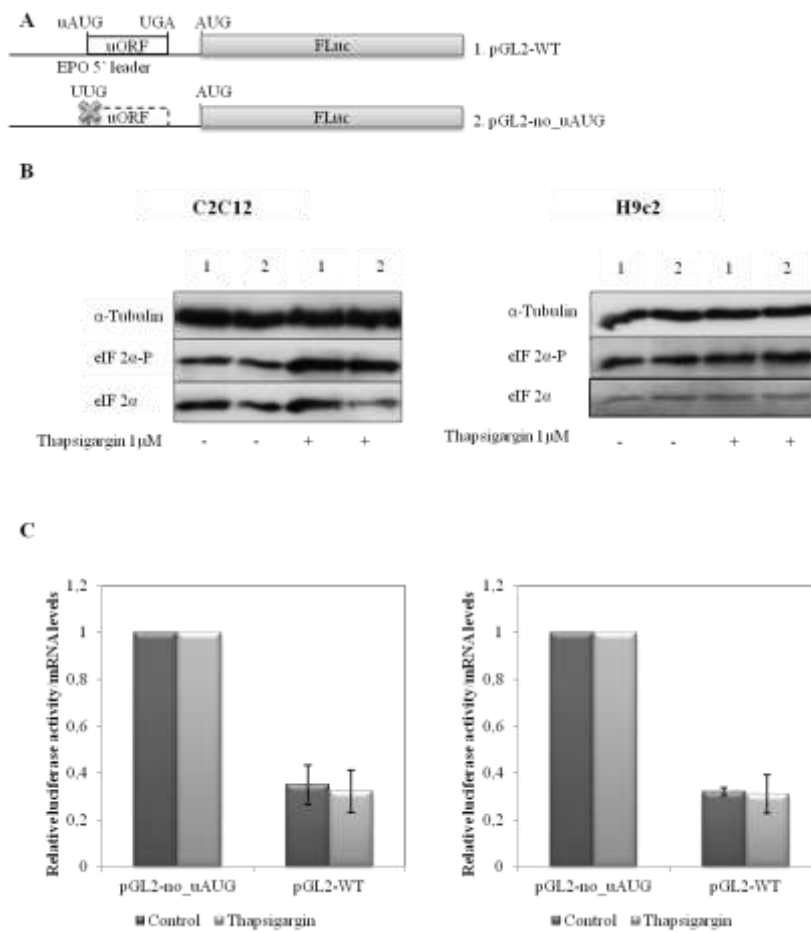 A
uAUG UGA AUG
uORF FLuc 1. pGL2-WT
EPO 5' leader
UUG AUG
uORF FLuc 2. pGL2-no_uAUG
B
C2C12 H9c2
1 2 1 2 1 2 1 2
α-Tubulin α-Tubulin
eIF 2α-P eIF 2α-P
eIF 2α eIF 2α
Thapsigargin 1μM - - + + Thapsigargin 1μM - - + +
C
Relative luciferase activity/mRNA levels
1,2
1
0,8
0,6
0,4
0,2
0
pGL2-no_uAUG pGL2-WT
Control Thapsigargin
Relative luciferase activity/mRNA levels
1,2
1
0,8
0,6
0,4
0,2
0
pGL2-no_uAUG pGL2-WT
Control Thapsigargin